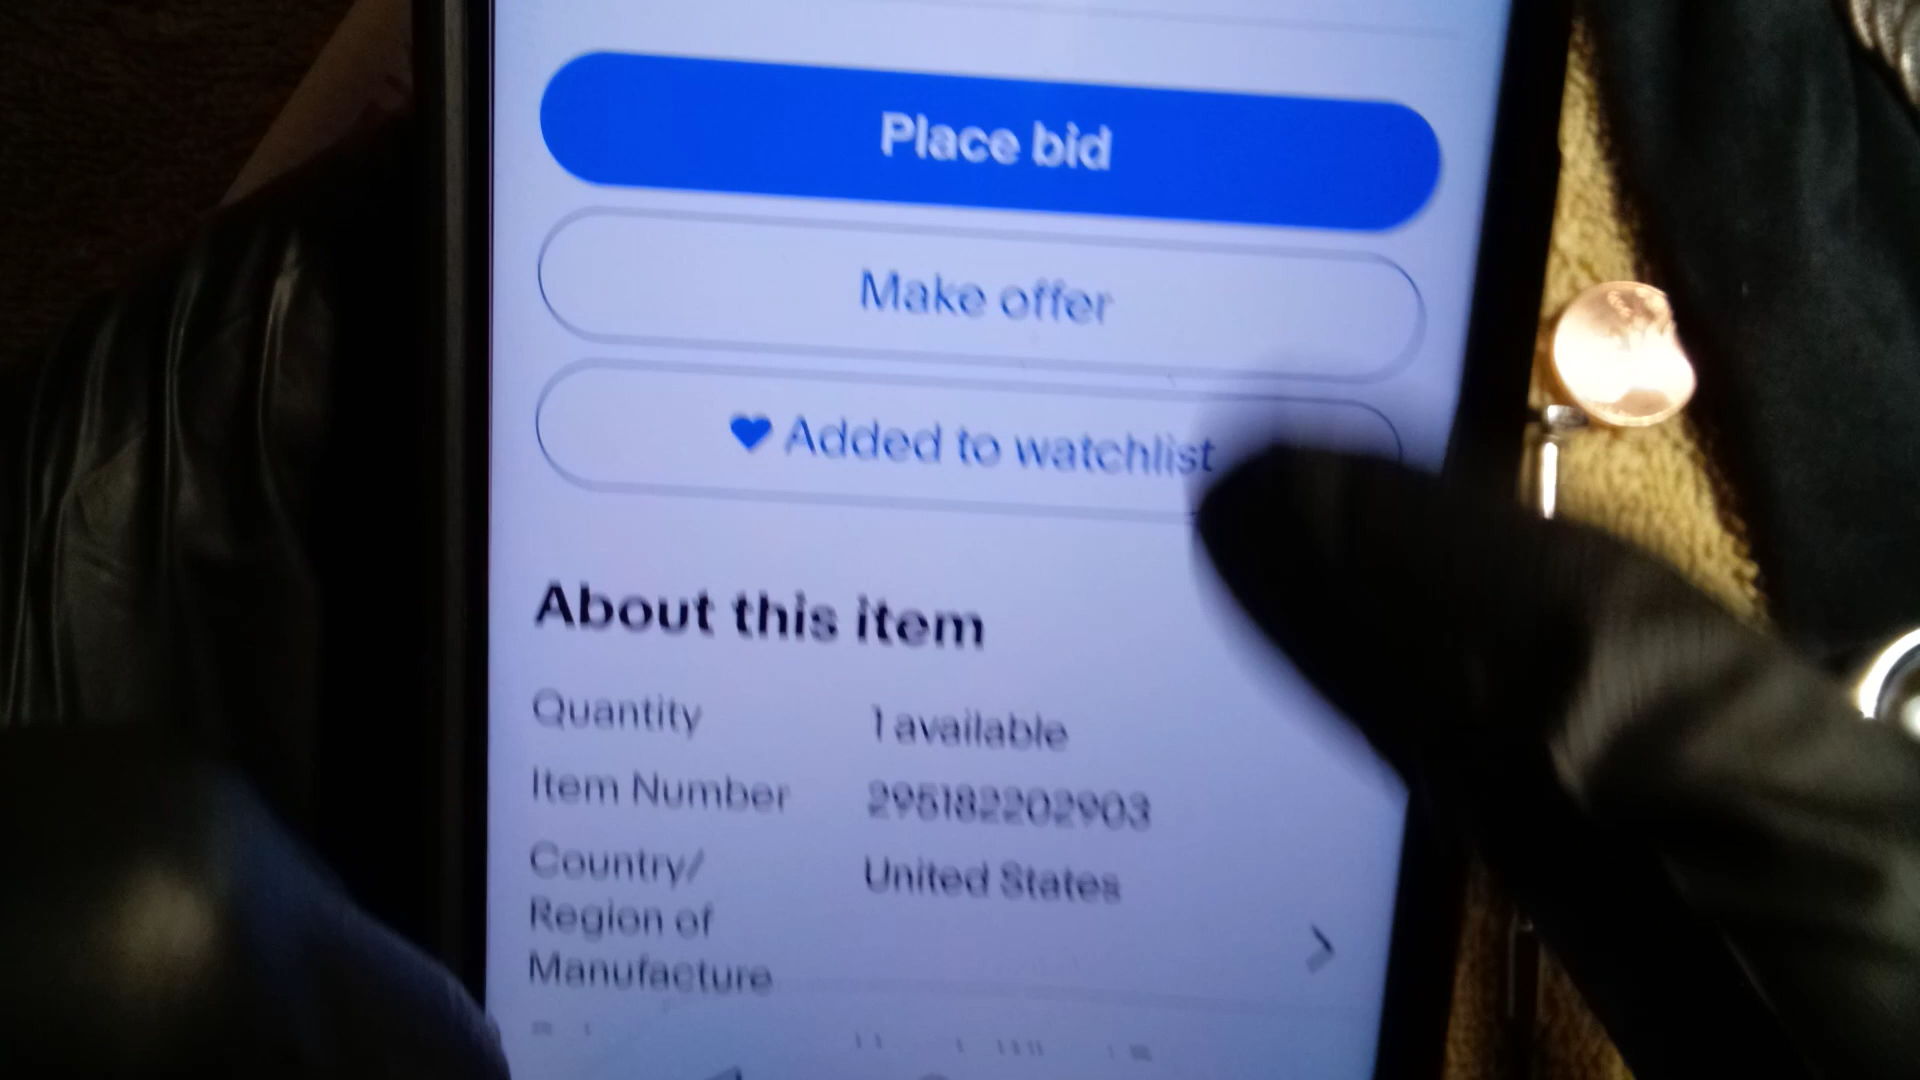 Place bid
Make offer
Added to watchlist
About this item
Quantity 1 available
Item Number 295182202903
Country/ United States
Region of
Manufacture